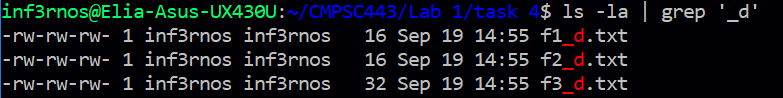 inf3rnos@Elia-Asus-UX430U:~/CMPSC443/Lab 1/task 4$ ls -la | grep '_d'
-rw-rw-rw- 1 inf3rnos inf3rnos   16 Sep 19 14:55 f1_d.txt
-rw-rw-rw- 1 inf3rnos inf3rnos   16 Sep 19 14:55 f2_d.txt
-rw-rw-rw- 1 inf3rnos inf3rnos   32 Sep 19 14:55 f3_d.txt